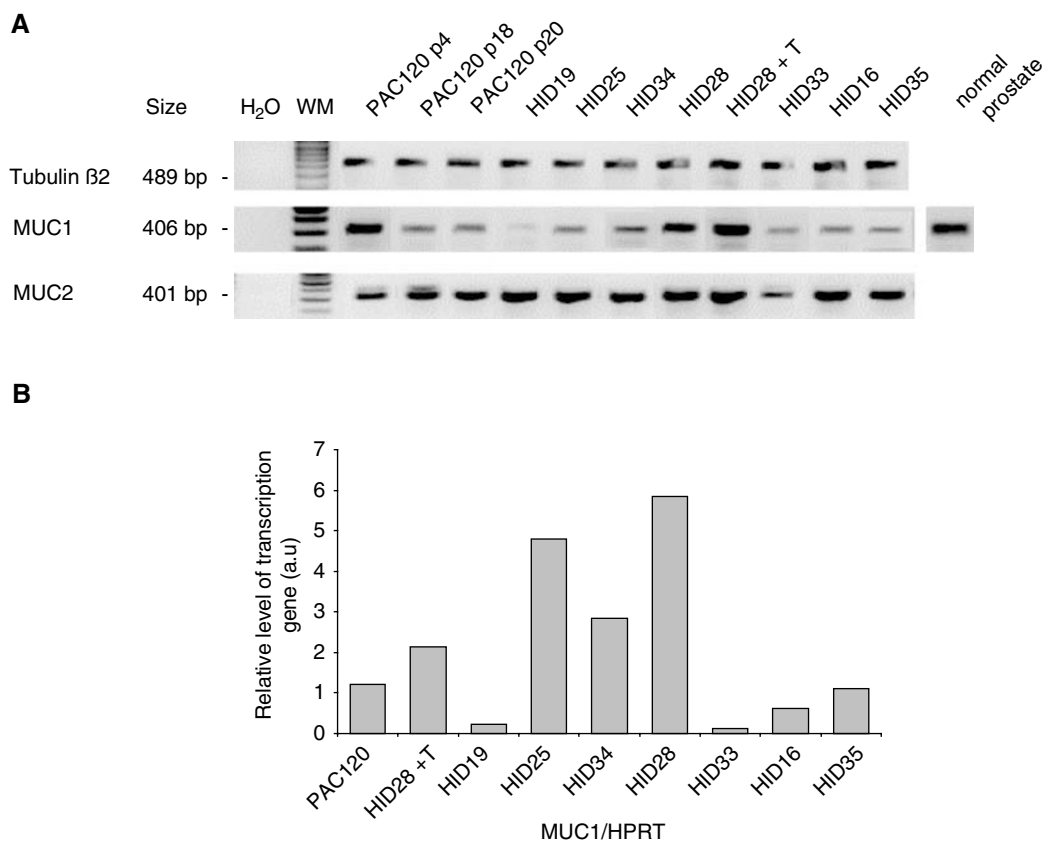 A
Size H₂O WM PAC120 p4 PAC120 p18 PAC120 p20 HID19 HID25 HID34 HID28 HID28 + T HID33 HID16 HID35 normal prostate
Tubulin ß2 489 bp -
MUC1 406 bp -
MUC2 401 bp -
B
Relative level of transcription
gene (a.u)
7
6
5
4
3
2
1
0
PAC120 HID28 +T HID19 HID25 HID34 HID28 HID33 HID16 HID35
MUC1/HPRT